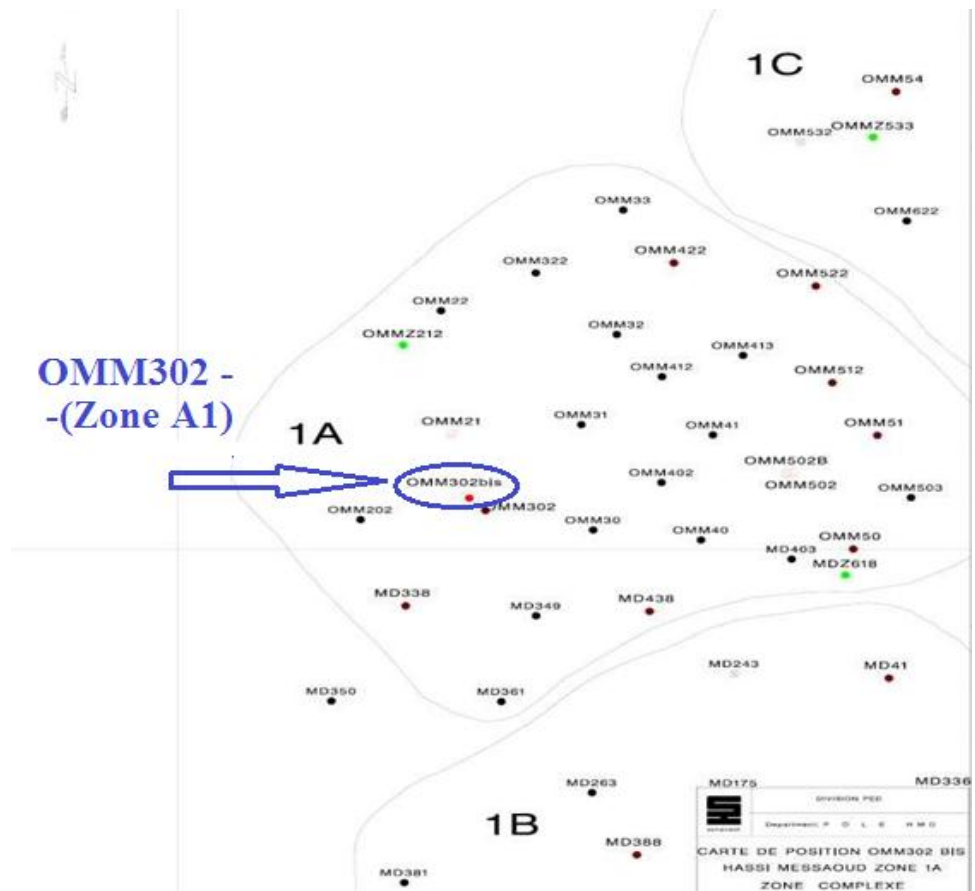 1C
OMM54
OMM532
OMMZ533
OMM33
OMM622
OMM422
OMM322
OMM522
OMM22
OMMZ212
OMM32
OMM413
OMM412
OMM512
OMM302 -
-(Zone A1)
1A
OMM21
OMM31
OMM41
OMM51
OMM502B
OMM402
OMM502
OMM302bis
OMM503
OMM202
OMM302
OMM30
OMM40
OMM50
MD403
MDZ618
MD338
MD349
MD438
MD243
MD41
MD350
MD361
MD263
MD175
MD336
1B
MD388
MD381
DIVISION PED
Department P O L E H M D
CARTE DE POSITION OMM302 BIS
HASSI MESSAOUD ZONE 1A
ZONE COMPLEXE